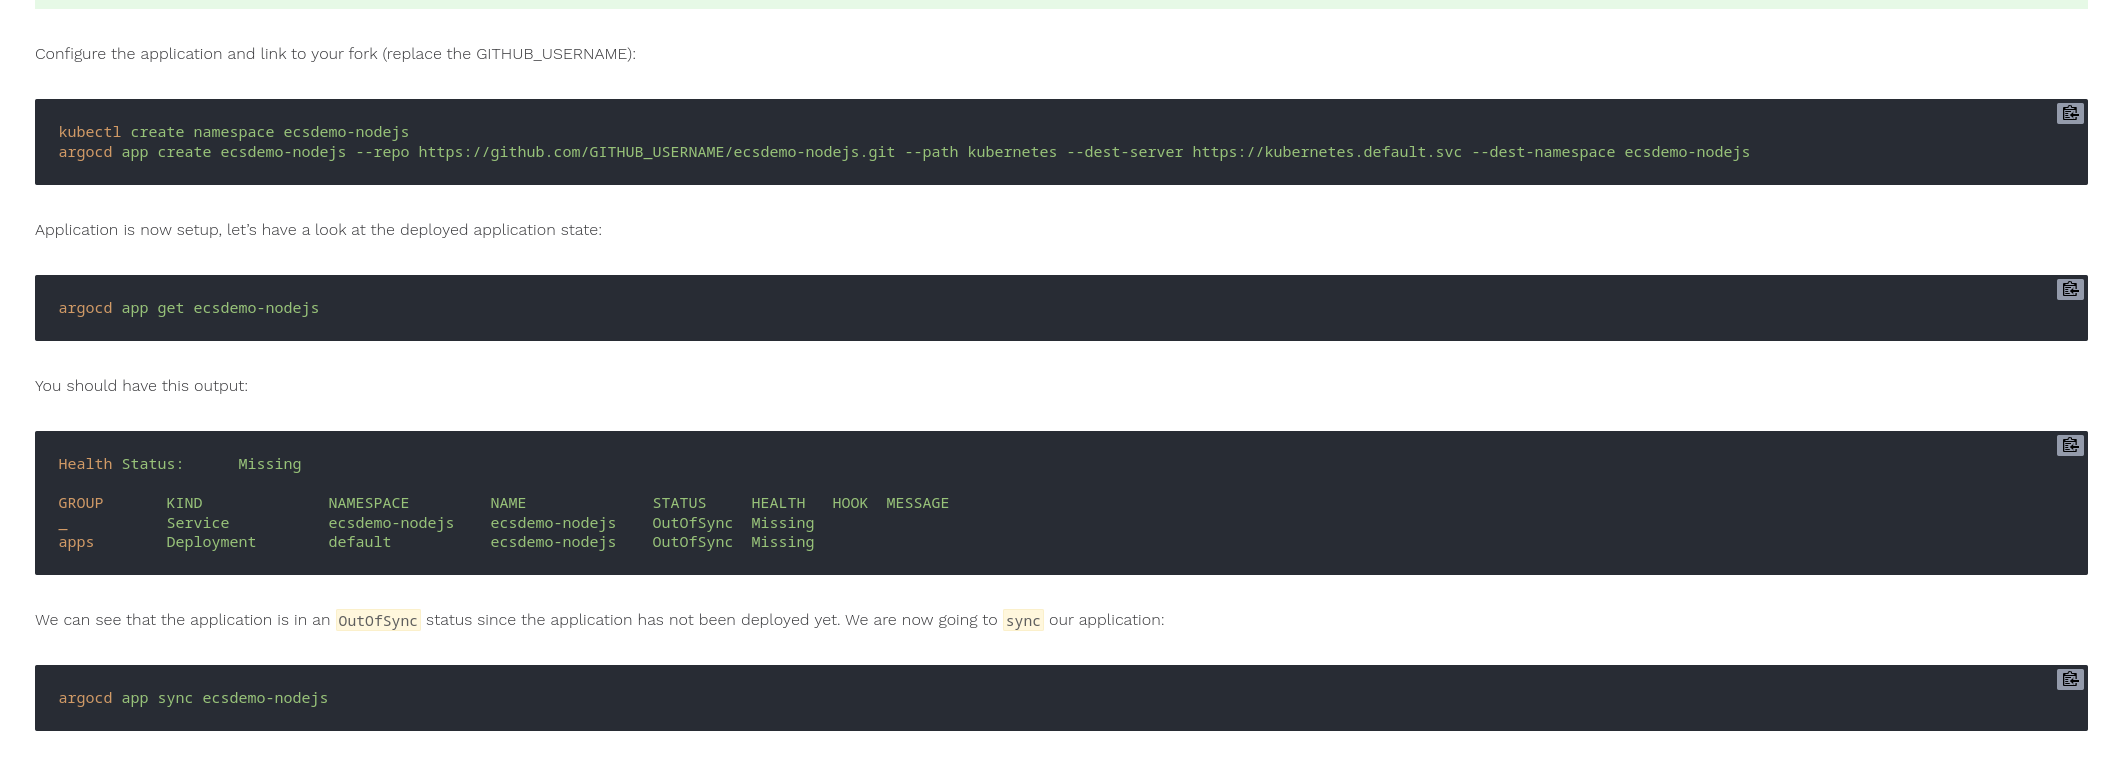 Configure the application and link to your fork (replace the GITHUB_USERNAME):
kubectl create namespace ecsdemo-nodejs
argocd app create ecsdemo-nodejs --repo https://github.com/GITHUB_USERNAME/ecsdemo-nodejs.git --path kubernetes --dest-server https://kubernetes.default.svc --dest-namespace ecsdemo-nodejs
Application is now setup, let’s have a look at the deployed application state:
argocd app get ecsdemo-nodejs
You should have this output:
Health Status:      Missing
GROUP       KIND              NAMESPACE         NAME              STATUS     HEALTH   HOOK  MESSAGE
_           Service           ecsdemo-nodejs    ecsdemo-nodejs    OutOfSync  Missing
apps        Deployment        default           ecsdemo-nodejs    OutOfSync  Missing
We can see that the application is in an OutOfSync status since the application has not been deployed yet. We are now going to sync our application:
argocd app sync ecsdemo-nodejs